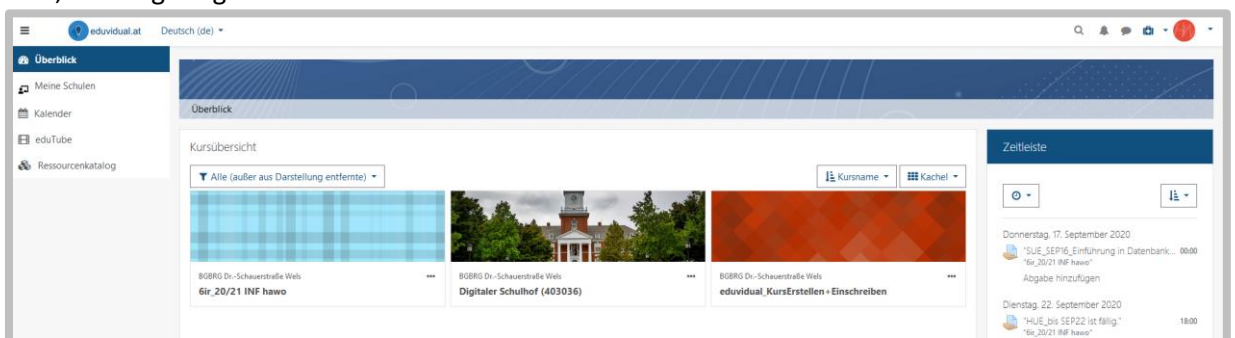 eduvidual.at
Deutsch (de)
Überblick
Meine Schulen
Kalender
eduTube
Ressourcenkatalog
Überblick
Kursübersicht
Alle (außer aus Darstellung entfernte)
Kursname
Kachel
BGBRG Dr.-Schauerstraße Wels
6ir_20/21 INF hawo
BGBRG Dr.-Schauerstraße Wels
Digitaler Schulhof (403036)
BGBRG Dr.-Schauerstraße Wels
eduvidual_KursErstellen+Einschreiben
Zeitleiste
Donnerstag, 17. September 2020
"SUE_SEP16_Einführung in Datenbank... 00:00
"6ir_20/21 INF hawo"
Abgabe hinzufügen
Dienstag, 22. September 2020
"HUE_bis SEP22 ist fällig." 18:00
"6ir_20/21 INF hawo"